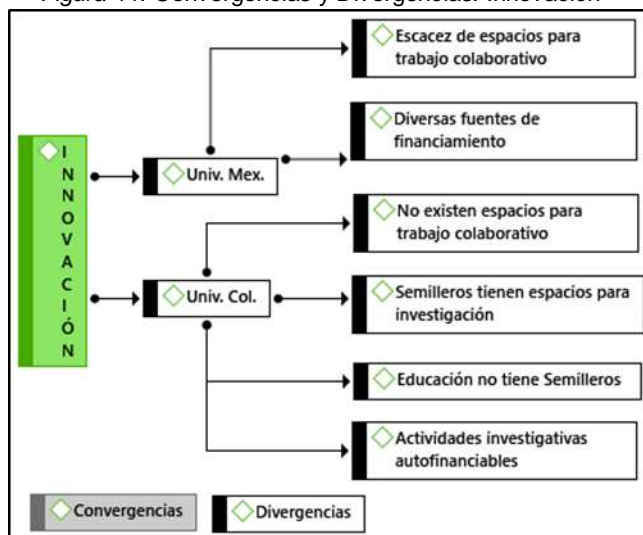 Figura Convergencias y Divergencias. Innovación
Escacez de espacios para
trabajo colaborativo
Diversas fuentes de
financiamiento
INNOVACIÓN
Univ. Mex.
No existen espacios para
trabajo colaborativo
Univ. Col.
Semilleros tienen espacios para
investigación
Educación no tiene Semilleros
Actividades investigativas
autofinanciables
Convergencias
Divergencias